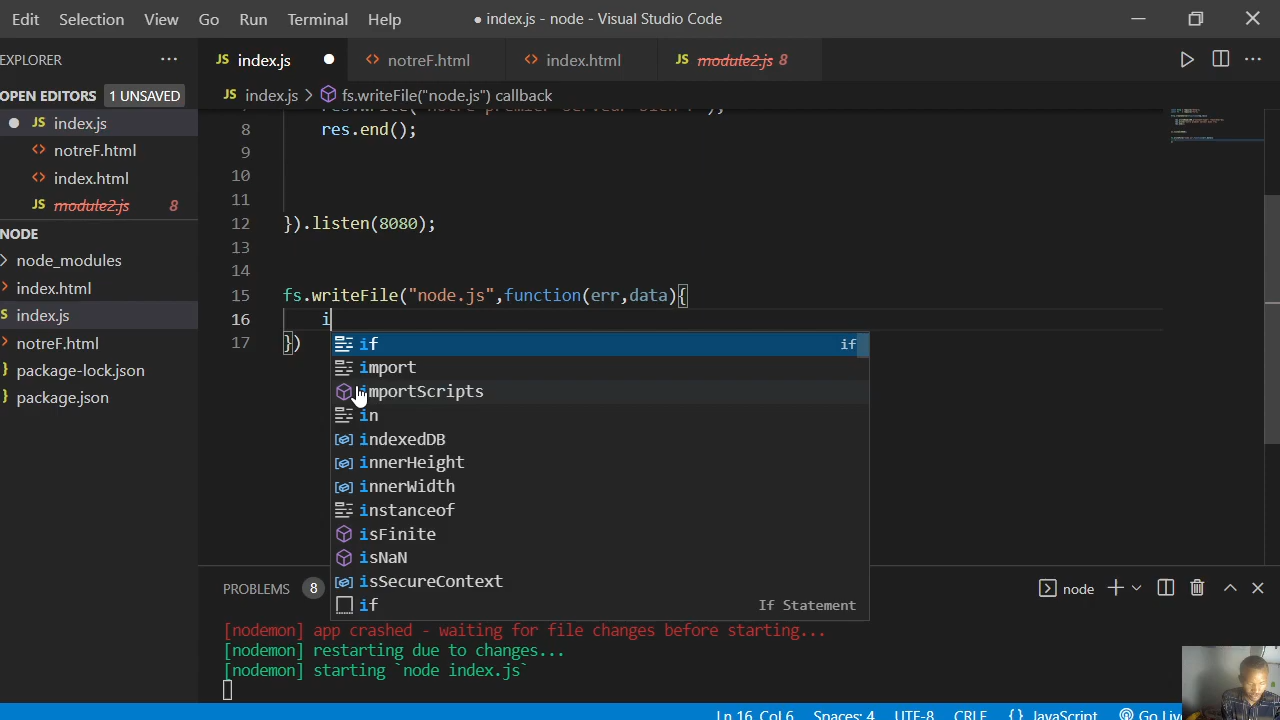 Edit Selection View Go Run Terminal Help ● index.js - node - Visual Studio Code
EXPLORER ···
JS index.js ●
<> notreF.html
<> index.html
JS module2.js 8
OPEN EDITORS 1 UNSAVED
JS index.js > fs.writeFile("node.js") callback
● JS index.js
<> notreF.html
<> index.html
JS module2.js 8
NODE
> node_modules
> index.html
S index.js
> notreF.html
} package-lock.json
} package.json
8 res.end();
9
10
11
12 }).listen(8080);
13
14
15 fs.writeFile("node.js",function(err,data){
16 i
17 })
if if
import
importScripts
in
indexedDB
innerHeight
innerWidth
instanceof
isFinite
isNaN
isSecureContext
if If Statement
PROBLEMS 8
node
[nodemon] app crashed - waiting for file changes before starting...
[nodemon] restarting due to changes...
[nodemon] starting `node index.js`
Ln 16, Col 6 Spaces: 4 UTF-8 CRLF {} JavaScript Go Liv